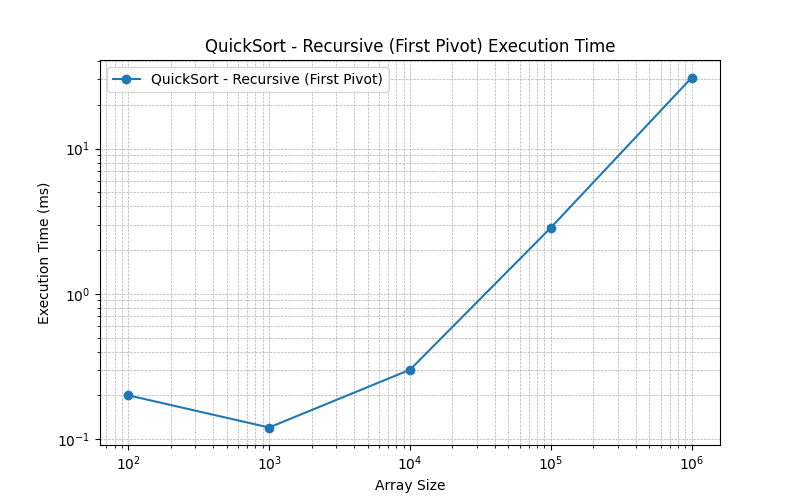 QuickSort - Recursive (First Pivot) Execution Time
QuickSort - Recursive (First Pivot)
Execution Time (ms)
10¹
10⁰
10⁻¹
10² 10³ 10⁴ 10⁵ 10⁶
Array Size